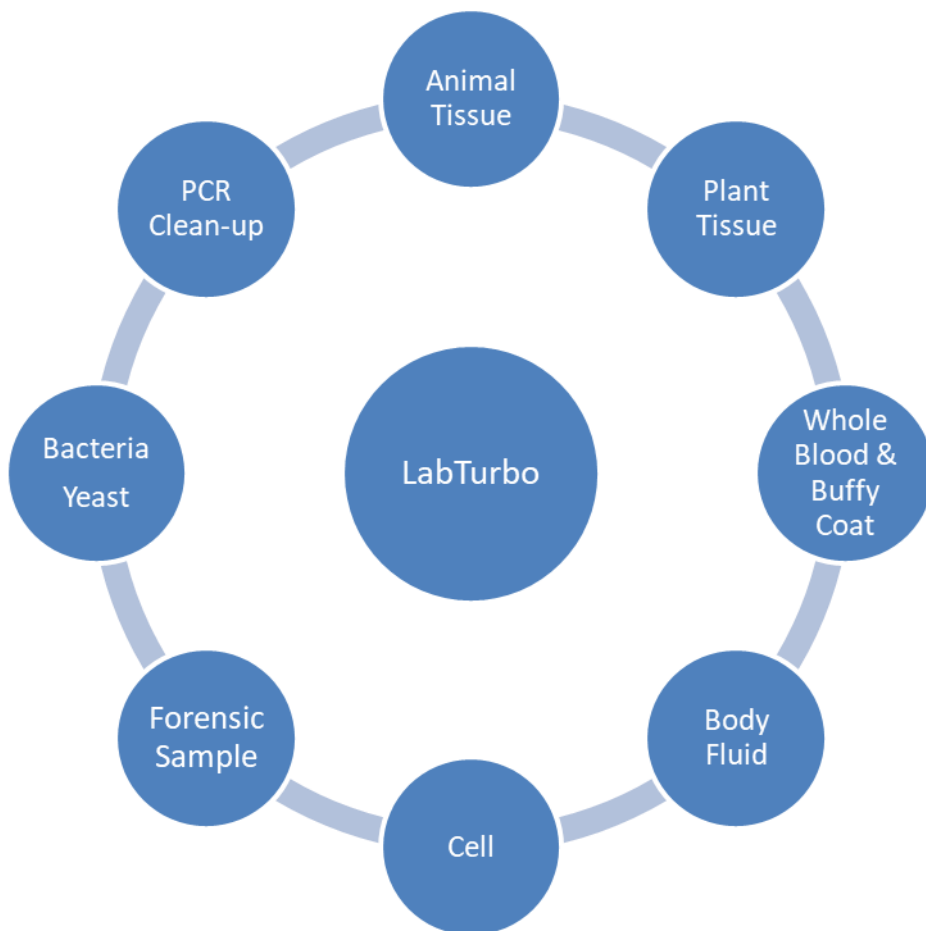 Animal
Tissue
Plant
Tissue
Whole
Blood &
Buffy
Coat
Body
Fluid
Cell
Forensic
Sample
Bacteria
Yeast
PCR
Clean-up
LabTurbo